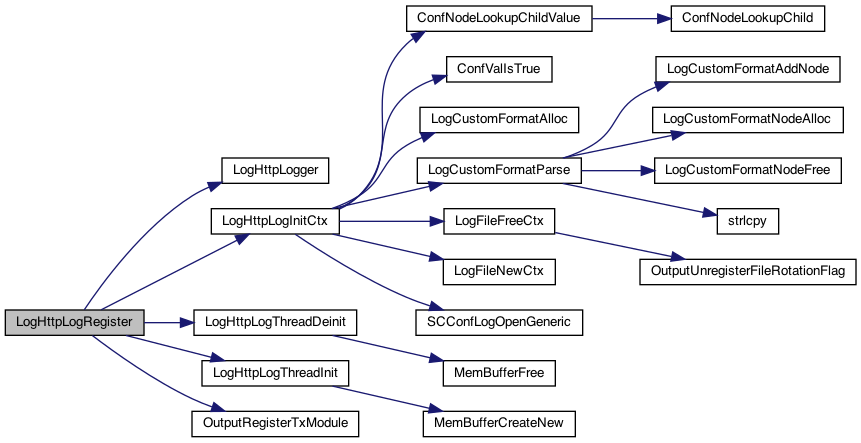 ConfNodeLookupChildValue
ConfNodeLookupChild
ConfValIsTrue
LogCustomFormatAddNode
LogCustomFormatAlloc
LogCustomFormatNodeAlloc
LogHttpLogger
LogCustomFormatParse
LogCustomFormatNodeFree
LogHttpLogInitCtx
LogFileFreeCtx
strlcpy
LogFileNewCtx
OutputUnregisterFileRotationFlag
LogHttpLogRegister
LogHttpLogThreadDeinit
SCConfLogOpenGeneric
LogHttpLogThreadInit
MemBufferFree
OutputRegisterTxModule
MemBufferCreateNew